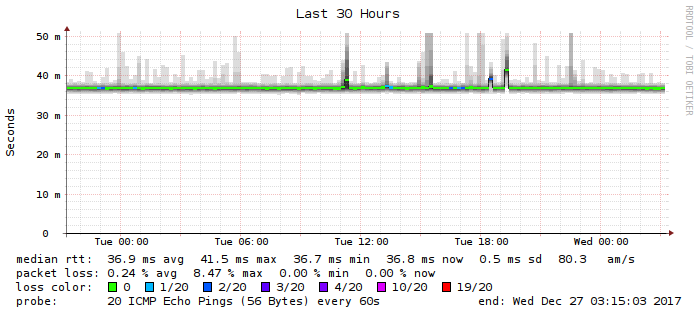 Last 30 Hours
RRDTOOL / TOBI OETIKER
Seconds
50 m
40 m
30 m
20 m
10 m
0
Tue 00:00 Tue 06:00 Tue 12:00 Tue 18:00 Wed 00:00
median rtt: 36.9 ms avg 41.5 ms max 36.7 ms min 36.8 ms now 0.5 ms sd 80.3 am/s
packet loss: 0.24 % avg 8.47 % max 0.00 % min 0.00 % now
loss color: 0 1/20 2/20 3/20 4/20 10/20 19/20
probe: 20 ICMP Echo Pings (56 Bytes) every 60s end: Wed Dec 27 03:15:03 2017